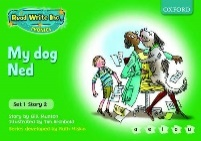 Read Write Inc.
OXFORD
My dog
Ned
Set 1 Story 2
Story by Gill Munton
Illustrated by Tim Archbold
Series developed by Ruth Miskin
a e i o u